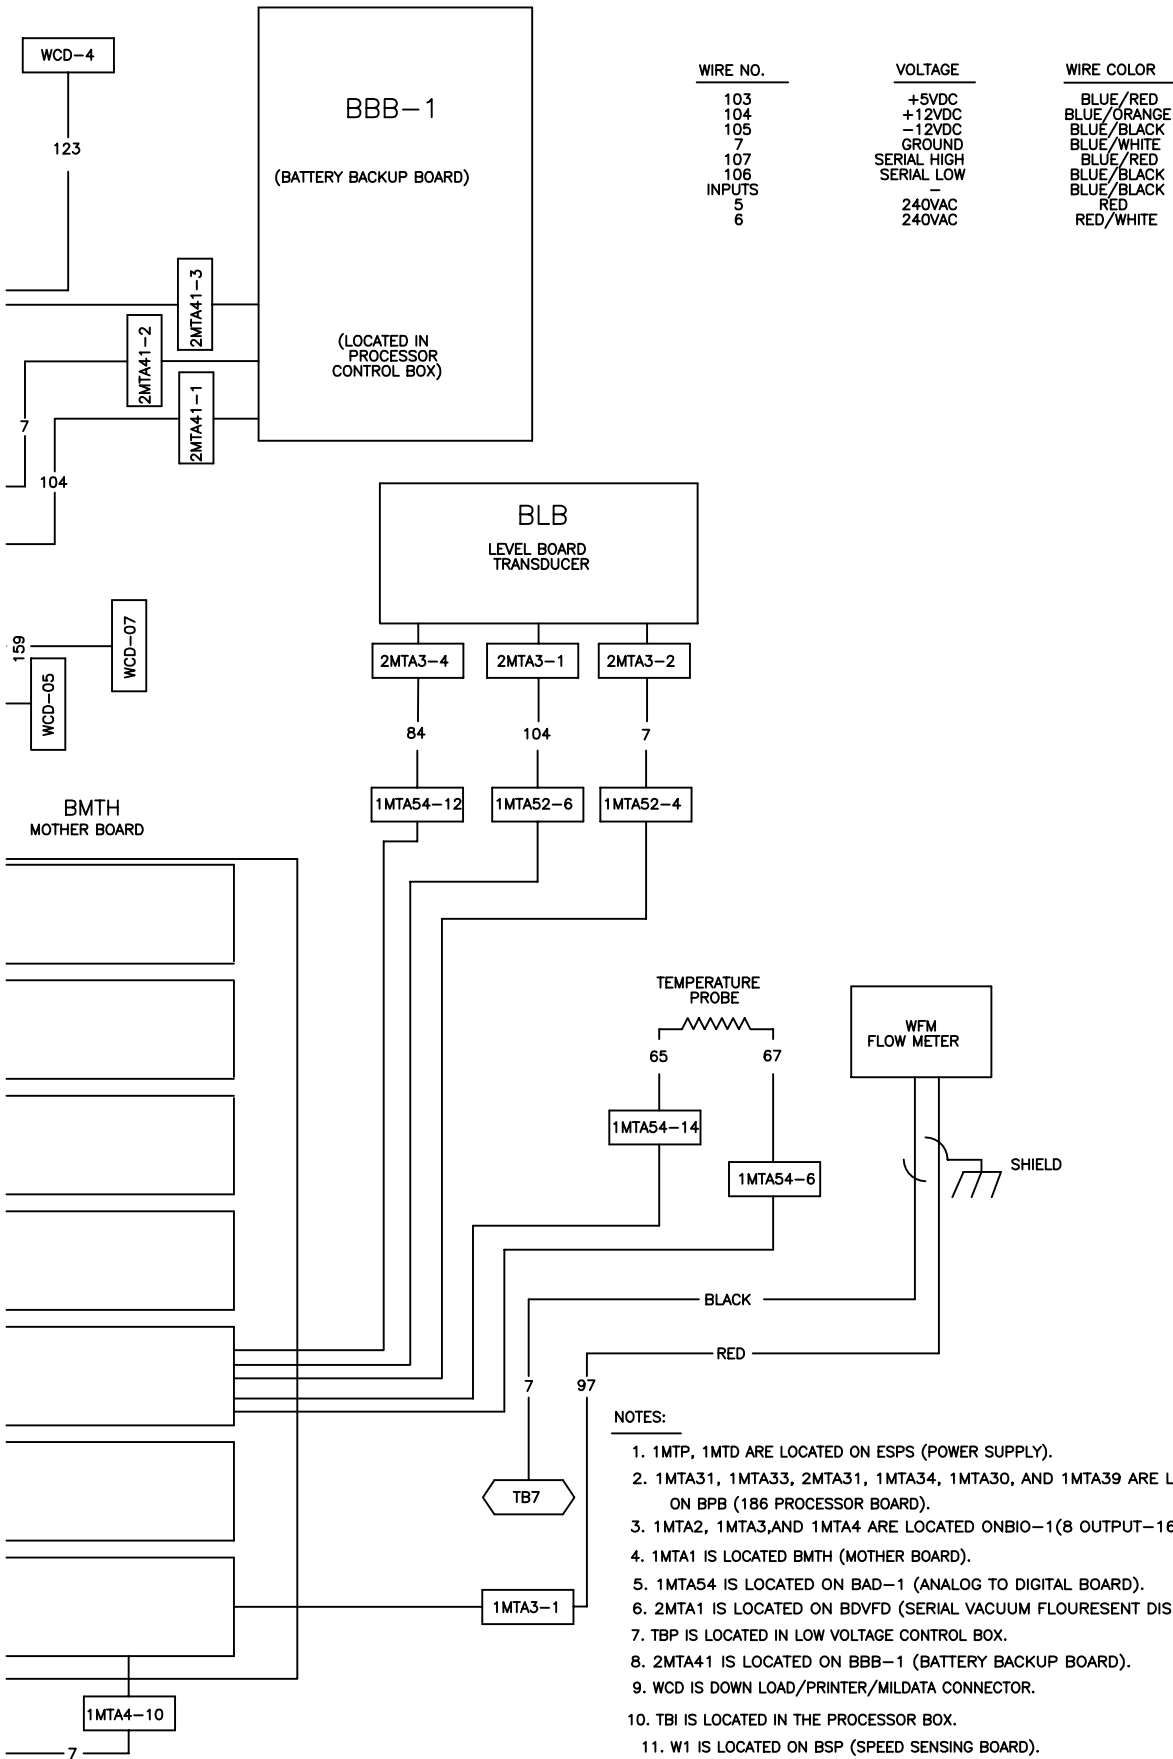 WCD-4
123
BBB-1
(BATTERY BACKUP BOARD)
(LOCATED IN
PROCESSOR
CONTROL BOX)
WIRE NO. VOLTAGE WIRE COLOR
103 +5VDC BLUE/RED
104 +12VDC BLUE/ORANGE
105 -12VDC BLUE/BLACK
7 GROUND BLUE/WHITE
107 SERIAL HIGH BLUE/RED
106 SERIAL LOW BLUE/BLACK
INPUTS - BLUE/BLACK
5 240VAC RED
6 240VAC RED/WHITE
2MTA41-3
2MTA41-2
2MTA41-1
7
104
BLB
LEVEL BOARD
TRANSDUCER
159
WCD-07
WCD-05
2MTA3-4 2MTA3-1 2MTA3-2
84 104 7
1MTA54-12 1MTA52-6 1MTA52-4
BMTH
MOTHER BOARD
TEMPERATURE
PROBE
65 67
1MTA54-14
1MTA54-6
WFM
FLOW METER
SHIELD
BLACK
RED
7 97
TB7
1MTA3-1
1MTA4-10
7
NOTES:
1. 1MTP, 1MTD ARE LOCATED ON ESPS (POWER SUPPLY).
2. 1MTA31, 1MTA33, 2MTA31, 1MTA34, 1MTA30, AND 1MTA39 ARE L
ON BPB (186 PROCESSOR BOARD).
3. 1MTA2, 1MTA3,AND 1MTA4 ARE LOCATED ONBIO-1(8 OUTPUT-16
4. 1MTA1 IS LOCATED BMTH (MOTHER BOARD).
5. 1MTA54 IS LOCATED ON BAD-1 (ANALOG TO DIGITAL BOARD).
6. 2MTA1 IS LOCATED ON BDVFD (SERIAL VACUUM FLOURESENT DIS
7. TBP IS LOCATED IN LOW VOLTAGE CONTROL BOX.
8. 2MTA41 IS LOCATED ON BBB-1 (BATTERY BACKUP BOARD).
9. WCD IS DOWN LOAD/PRINTER/MILDATA CONNECTOR.
10. TBI IS LOCATED IN THE PROCESSOR BOX.
11. W1 IS LOCATED ON BSP (SPEED SENSING BOARD).